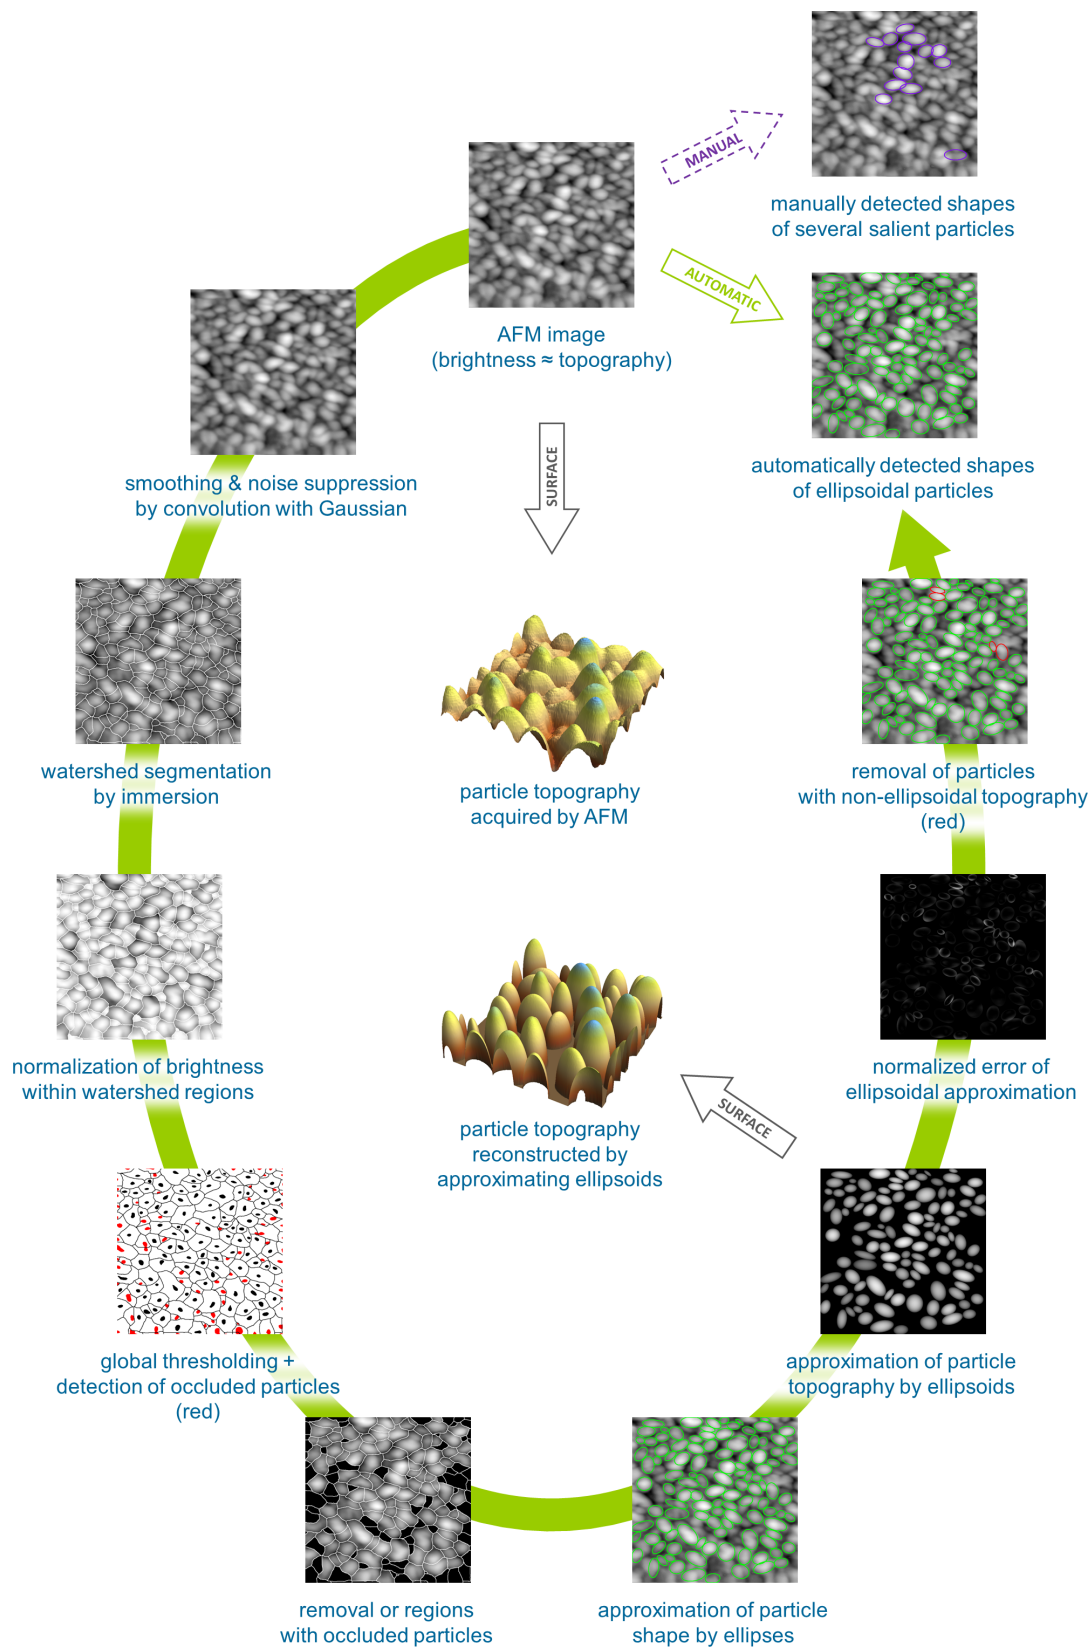 MANUAL
manually detected shapes
of several salient particles
AUTOMATIC
AFM image
(brightness ≈ topography)
automatically detected shapes
of ellipsoidal particles
smoothing & noise suppression
by convolution with Gaussian
SURFACE
watershed segmentation
by immersion
particle topography
acquired by AFM
removal of particles
with non-ellipsoidal topography
(red)
normalization of brightness
within watershed regions
normalized error of
ellipsoidal approximation
SURFACE
particle topography
reconstructed by
approximating ellipsoids
global thresholding +
detection of occluded particles
(red)
approximation of particle
topography by ellipsoids
removal or regions
with occluded particles
approximation of particle
shape by ellipses